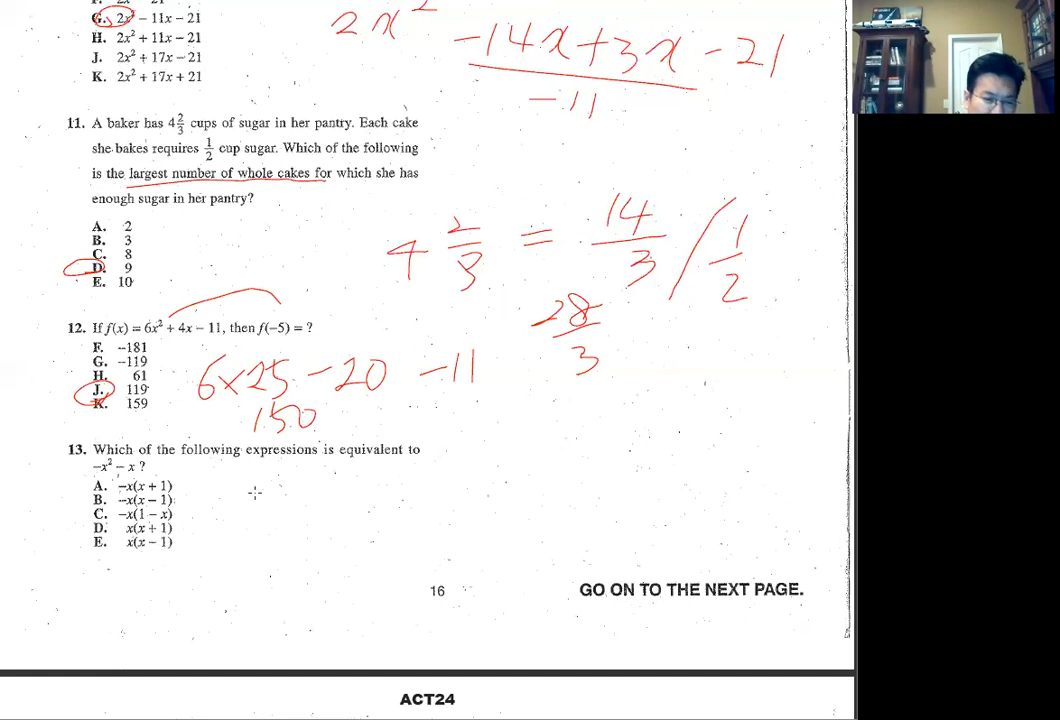 G. 2x² – 11x – 21
H. 2x² + 11x – 21
J. 2x² + 17x – 21
K. 2x² + 17x + 21
2x² -14x+3x -21
-11
11. A baker has 4 2/3 cups of sugar in her pantry. Each cake
she bakes requires 1/2 cup sugar. Which of the following
is the largest number of whole cakes for which she has
enough sugar in her pantry?
A. 2
B. 3
C. 8
D. 9
E. 10
4 2/3 = 14/3 / 1/2
28/3
12. If f(x) = 6x² + 4x – 11, then f(–5) = ?
F. –181
G. –119
H. 61
J. 119
K. 159
6×25 -20 -11
150
13. Which of the following expressions is equivalent to
–x² – x ?
A. –x(x + 1)
B. –x(x – 1)
C. –x(1 – x)
D. x(x + 1)
E. x(x – 1)
16
GO ON TO THE NEXT PAGE.
ACT24